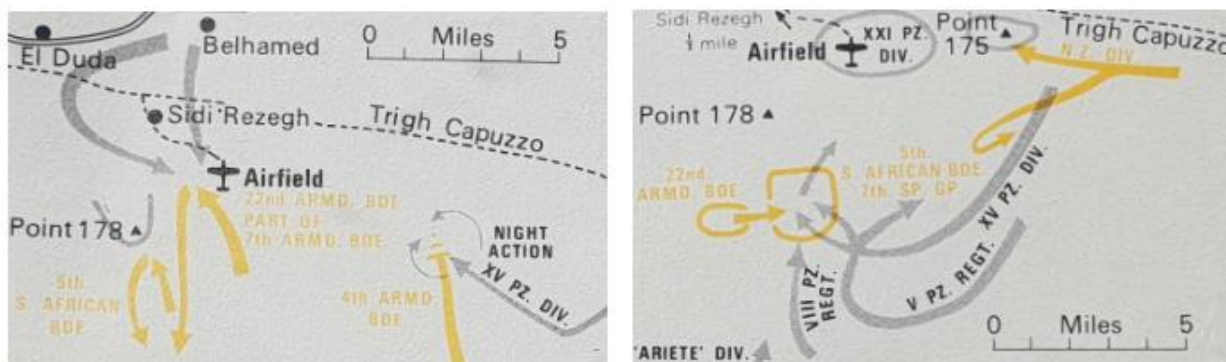 El Duda
Belhamed
Miles
0 5
Sidi Rezegh
Trigh Capuzzo
Airfield
22nd ARMD. BDE.
PART OF
7th ARMD. BDE.
Point 178
5th
S. AFRICAN
BDE.
NIGHT
ACTION
XV PZ. DIV.
4th ARMD.
BDE.
Sidi Rezegh
½ mile
Airfield
XXI PZ.
DIV.
Point
175
Trigh Capuzzo
N.Z. DIV.
Point 178
22nd
ARMD. BDE.
5th.
S. AFRICAN BDE.
7th. SP. GP.
XV PZ. DIV.
V PZ. REGT.
VIII PZ.
REGT.
0 Miles 5
'ARIETE' DIV.